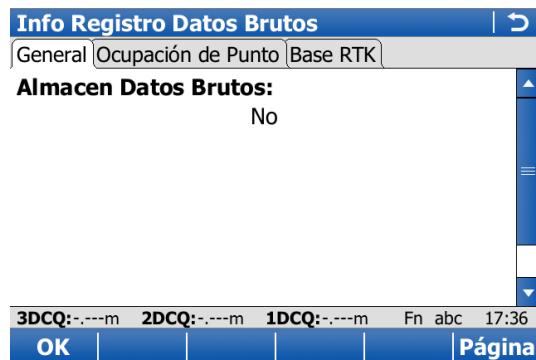 Info Registro Datos Brutos
General Ocupación de Punto Base RTK
Almacen Datos Brutos:
No
3DCQ:-.---m 2DCQ:-.---m 1DCQ:-.---m Fn abc 17:36
OK Página